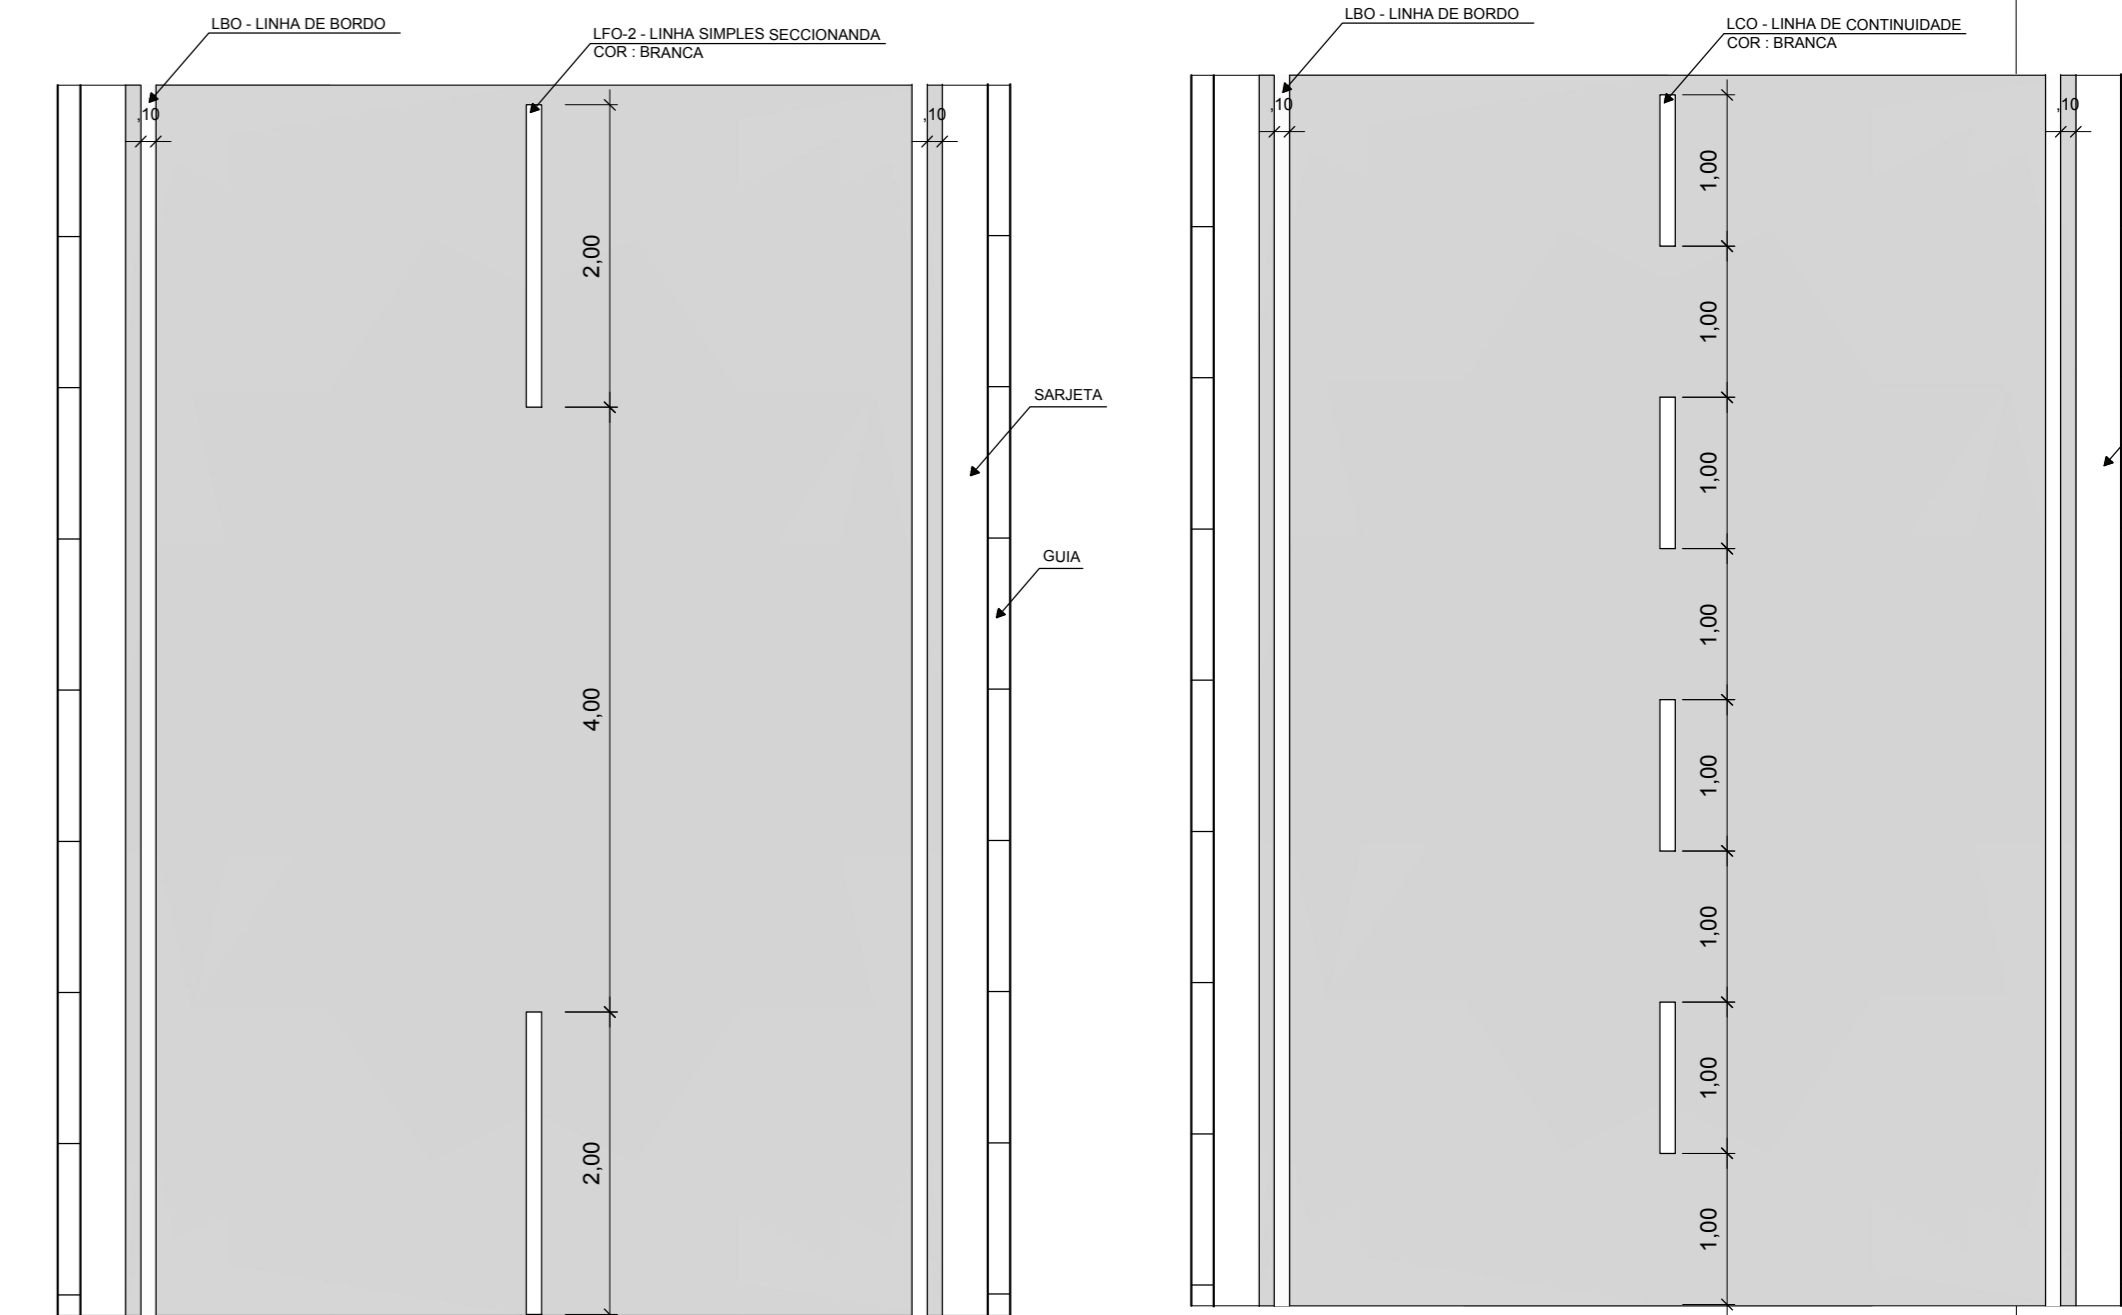 LBO - LINHA DE BORDO
LFO-2 - LINHA SIMPLES SECCIONANDA
COR : BRANCA
,10
,10
2,00
4,00
2,00
SARJETA
GUIA
LBO - LINHA DE BORDO
LCO - LINHA DE CONTINUIDADE
COR : BRANCA
,10
,10
1,00
1,00
1,00
1,00
1,00
1,00
1,00
1,00